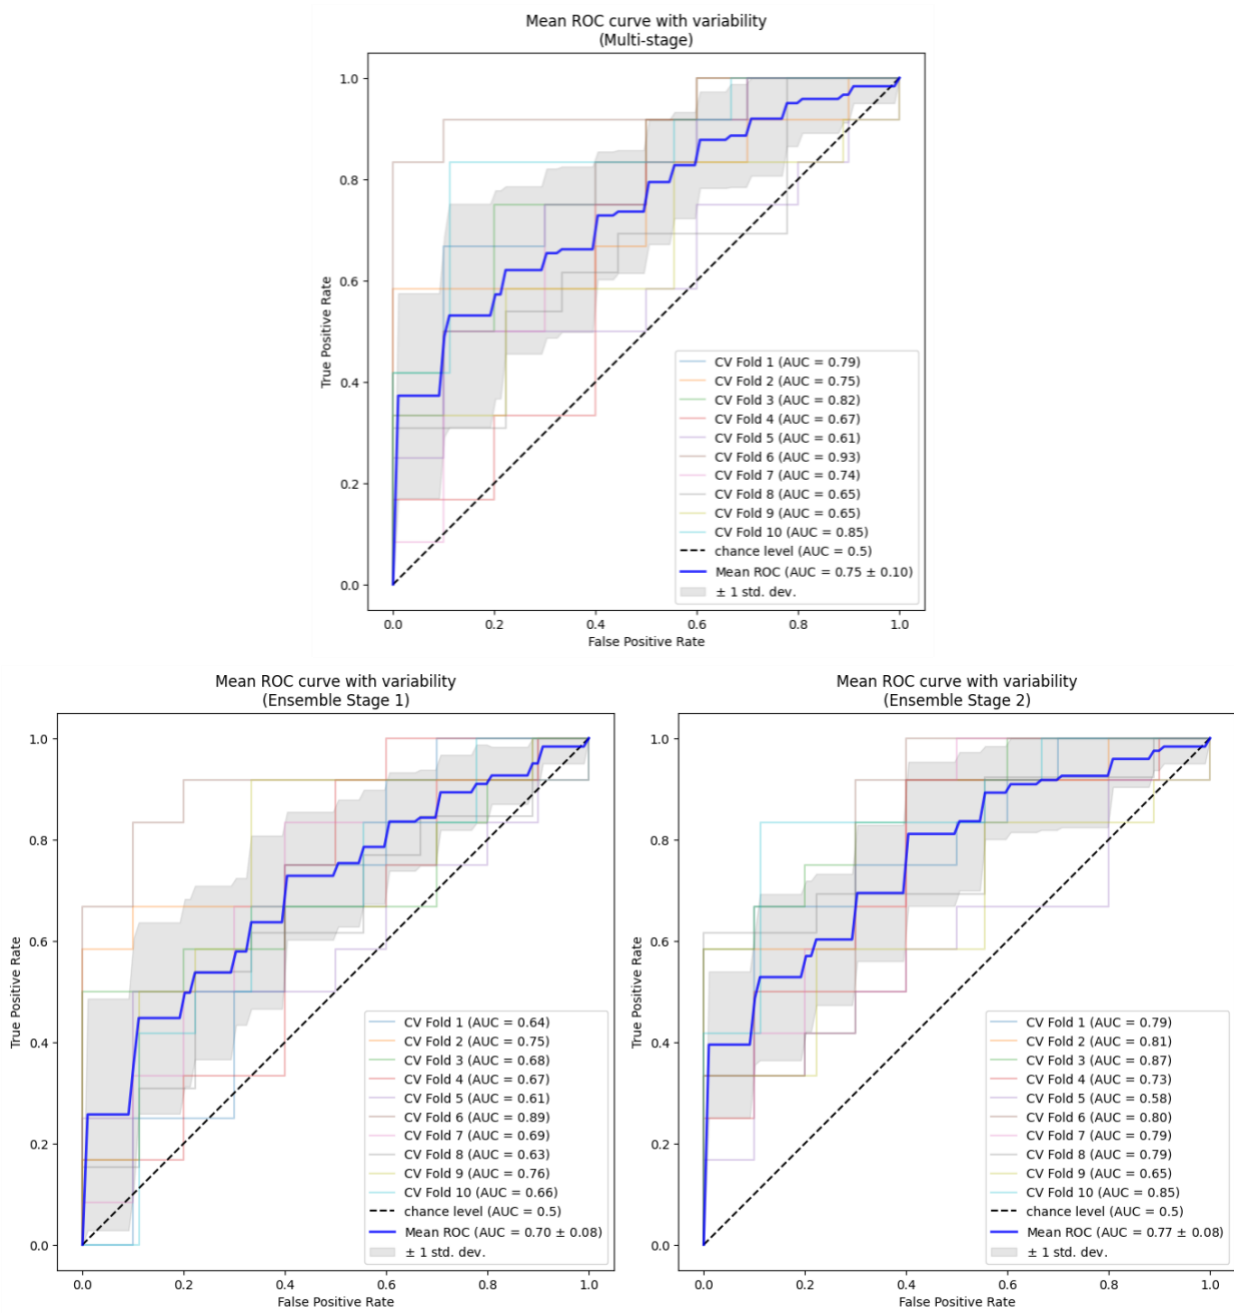 Mean ROC curve with variability
(Multi-stage)
1.0
0.8
0.6
0.4
0.2
0.0
True Positive Rate
CV Fold 1 (AUC = 0.79)
CV Fold 2 (AUC = 0.75)
CV Fold 3 (AUC = 0.82)
CV Fold 4 (AUC = 0.67)
CV Fold 5 (AUC = 0.61)
CV Fold 6 (AUC = 0.93)
CV Fold 7 (AUC = 0.74)
CV Fold 8 (AUC = 0.65)
CV Fold 9 (AUC = 0.65)
CV Fold 10 (AUC = 0.85)
chance level (AUC = 0.5)
Mean ROC (AUC = 0.75 ± 0.10)
± 1 std. dev.
0.0 0.2 0.4 0.6 0.8 1.0
False Positive Rate
Mean ROC curve with variability
(Ensemble Stage 1)
1.0
0.8
0.6
0.4
0.2
0.0
True Positive Rate
CV Fold 1 (AUC = 0.64)
CV Fold 2 (AUC = 0.75)
CV Fold 3 (AUC = 0.68)
CV Fold 4 (AUC = 0.67)
CV Fold 5 (AUC = 0.61)
CV Fold 6 (AUC = 0.89)
CV Fold 7 (AUC = 0.69)
CV Fold 8 (AUC = 0.63)
CV Fold 9 (AUC = 0.76)
CV Fold 10 (AUC = 0.66)
chance level (AUC = 0.5)
Mean ROC (AUC = 0.70 ± 0.08)
± 1 std. dev.
0.0 0.2 0.4 0.6 0.8 1.0
False Positive Rate
Mean ROC curve with variability
(Ensemble Stage 2)
1.0
0.8
0.6
0.4
0.2
0.0
True Positive Rate
CV Fold 1 (AUC = 0.79)
CV Fold 2 (AUC = 0.81)
CV Fold 3 (AUC = 0.87)
CV Fold 4 (AUC = 0.73)
CV Fold 5 (AUC = 0.58)
CV Fold 6 (AUC = 0.80)
CV Fold 7 (AUC = 0.79)
CV Fold 8 (AUC = 0.79)
CV Fold 9 (AUC = 0.65)
CV Fold 10 (AUC = 0.85)
chance level (AUC = 0.5)
Mean ROC (AUC = 0.77 ± 0.08)
± 1 std. dev.
0.0 0.2 0.4 0.6 0.8 1.0
False Positive Rate